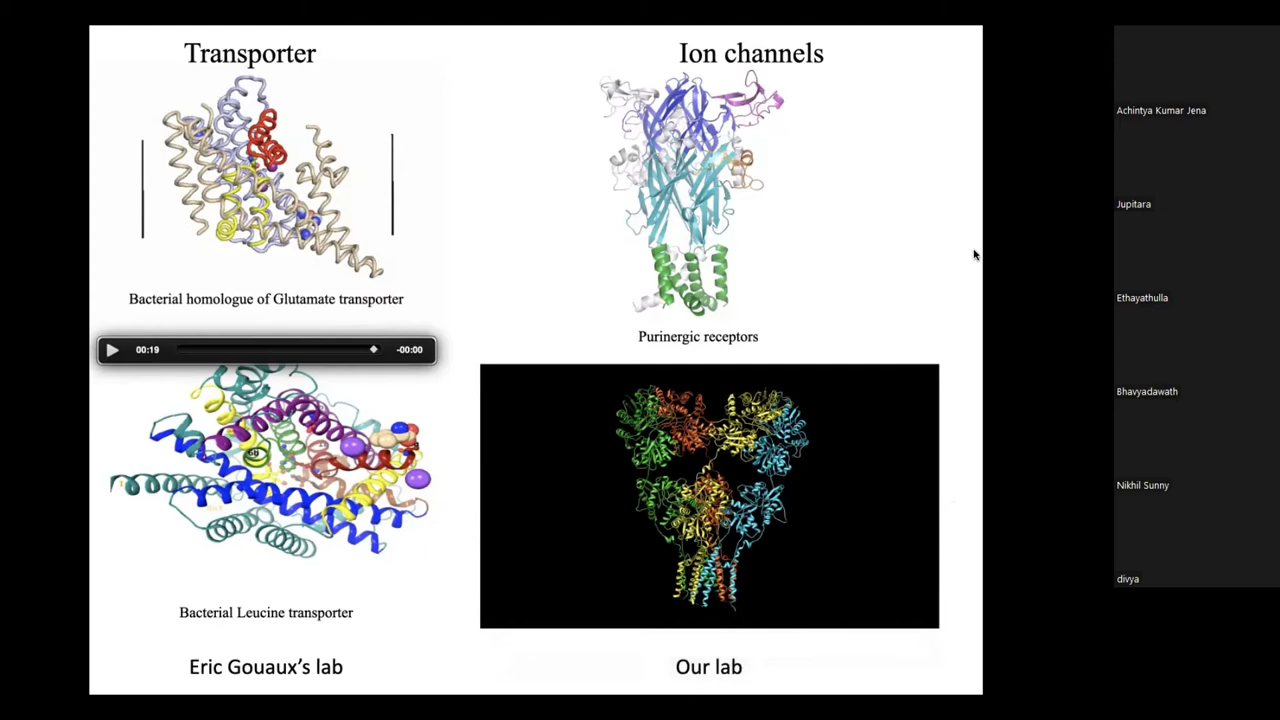 Transporter
Ion channels
Bacterial homologue of Glutamate transporter
Purinergic receptors
00:19
-00:00
Bacterial Leucine transporter
Eric Gouaux's lab
Our lab
Achintya Kumar Jena
Jupitara
Ethayathulla
Bhavyadawath
Nikhil Sunny
divya